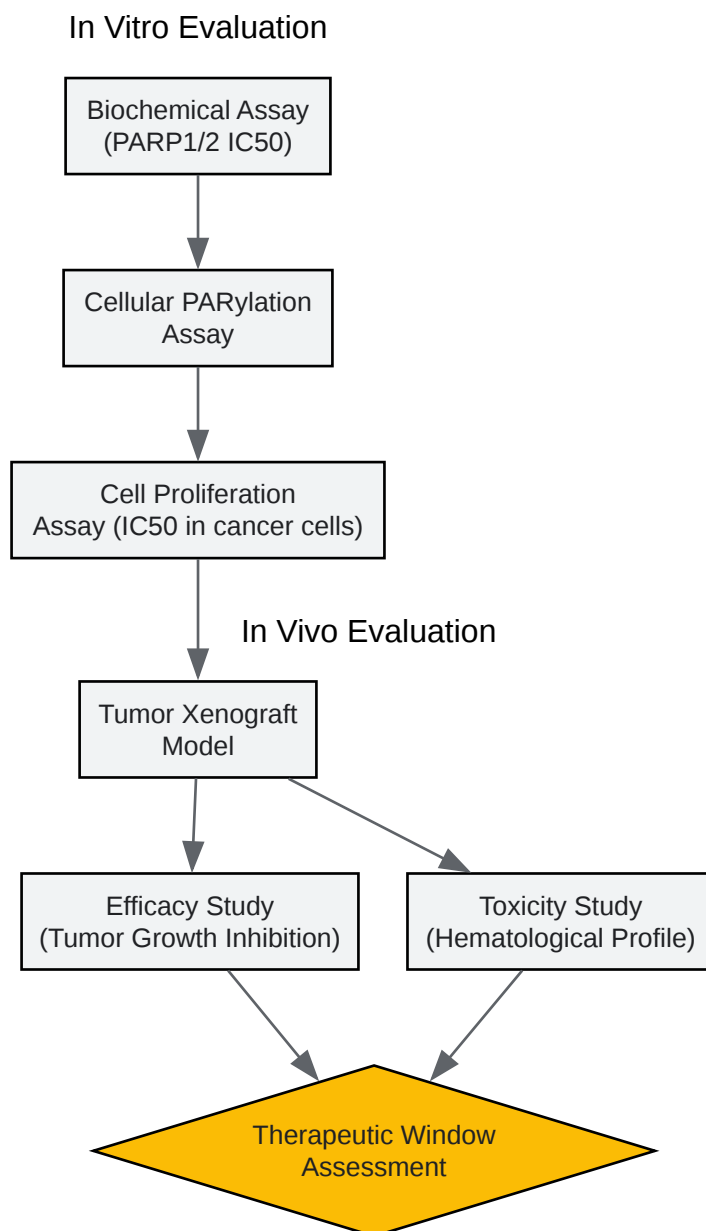 In Vitro Evaluation
Biochemical Assay
(PARP1/2 IC50)
Cellular PARylation
Assay
Cell Proliferation
Assay (IC50 in cancer cells)
In Vivo Evaluation
Tumor Xenograft
Model
Efficacy Study
(Tumor Growth Inhibition)
Toxicity Study
(Hematological Profile)
Therapeutic Window
Assessment